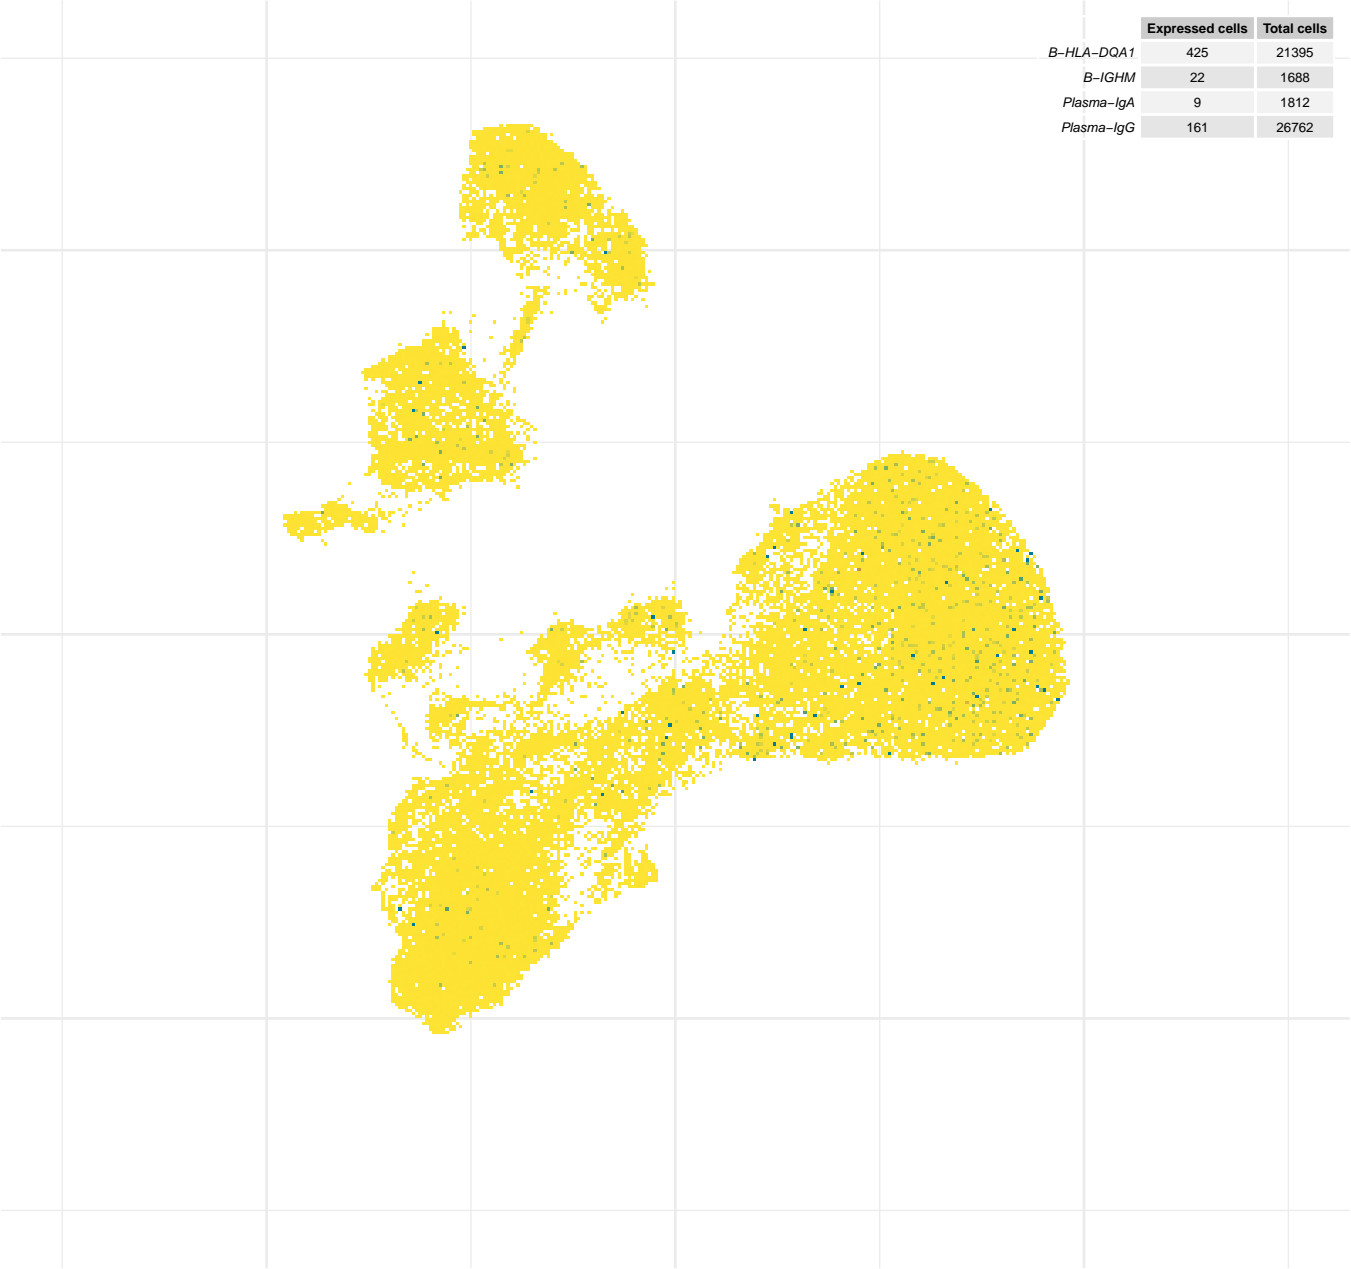 Expressed cells Total cells
B−HLA−DQA1 425 21395
B−IGHM 22 1688
Plasma−IgA 9 1812
Plasma−IgG 161 26762